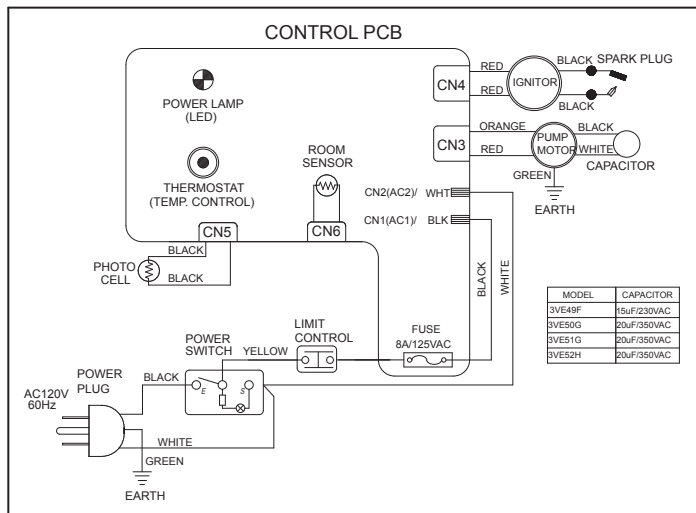 CONTROL PCB
POWER LAMP
(LED)
THERMOSTAT
(TEMP. CONTROL)
ROOM
SENSOR
CN4
RED
RED
IGNITOR
BLACK
SPARK PLUG
BLACK
CN3
ORANGE
RED
PUMP
MOTOR
BLACK
WHITE
CAPACITOR
GREEN
EARTH
CN2(AC2)/ WHT
CN1(AC1)/ BLK
CN5
CN6
BLACK
BLACK
PHOTO
CELL
BLACK
WHITE
MODEL CAPACITOR
3VE49F 15uF/230VAC
3VE50G 20uF/350VAC
3VE51G 20uF/350VAC
3VE52H 20uF/350VAC
POWER
SWITCH
YELLOW
LIMIT
CONTROL
FUSE
8A/125VAC
E
S
AC120V
60Hz
POWER
PLUG
BLACK
WHITE
GREEN
EARTH